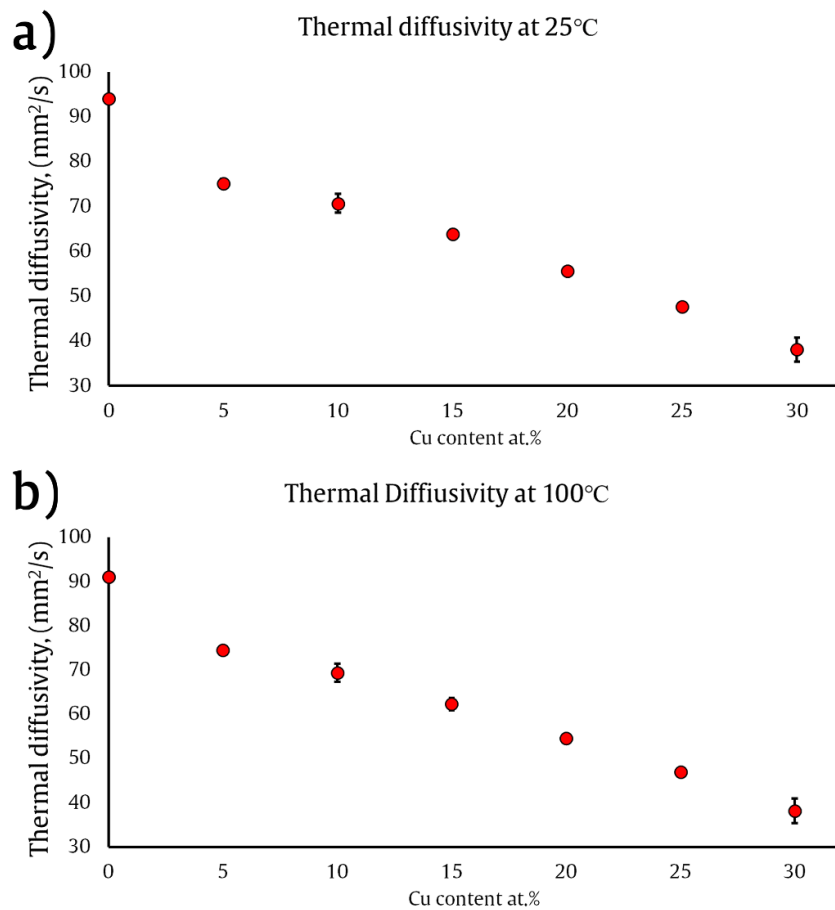 a)
Thermal diffusivity at 25°C
Thermal diffusivity, (mm²/s)
100
90
80
70
60
50
40
30
0 5 10 15 20 25 30
Cu content at.%
b)
Thermal Diffiusivity at 100°C
Thermal diffusivity, (mm²/s)
100
90
80
70
60
50
40
30
0 5 10 15 20 25 30
Cu content at.%